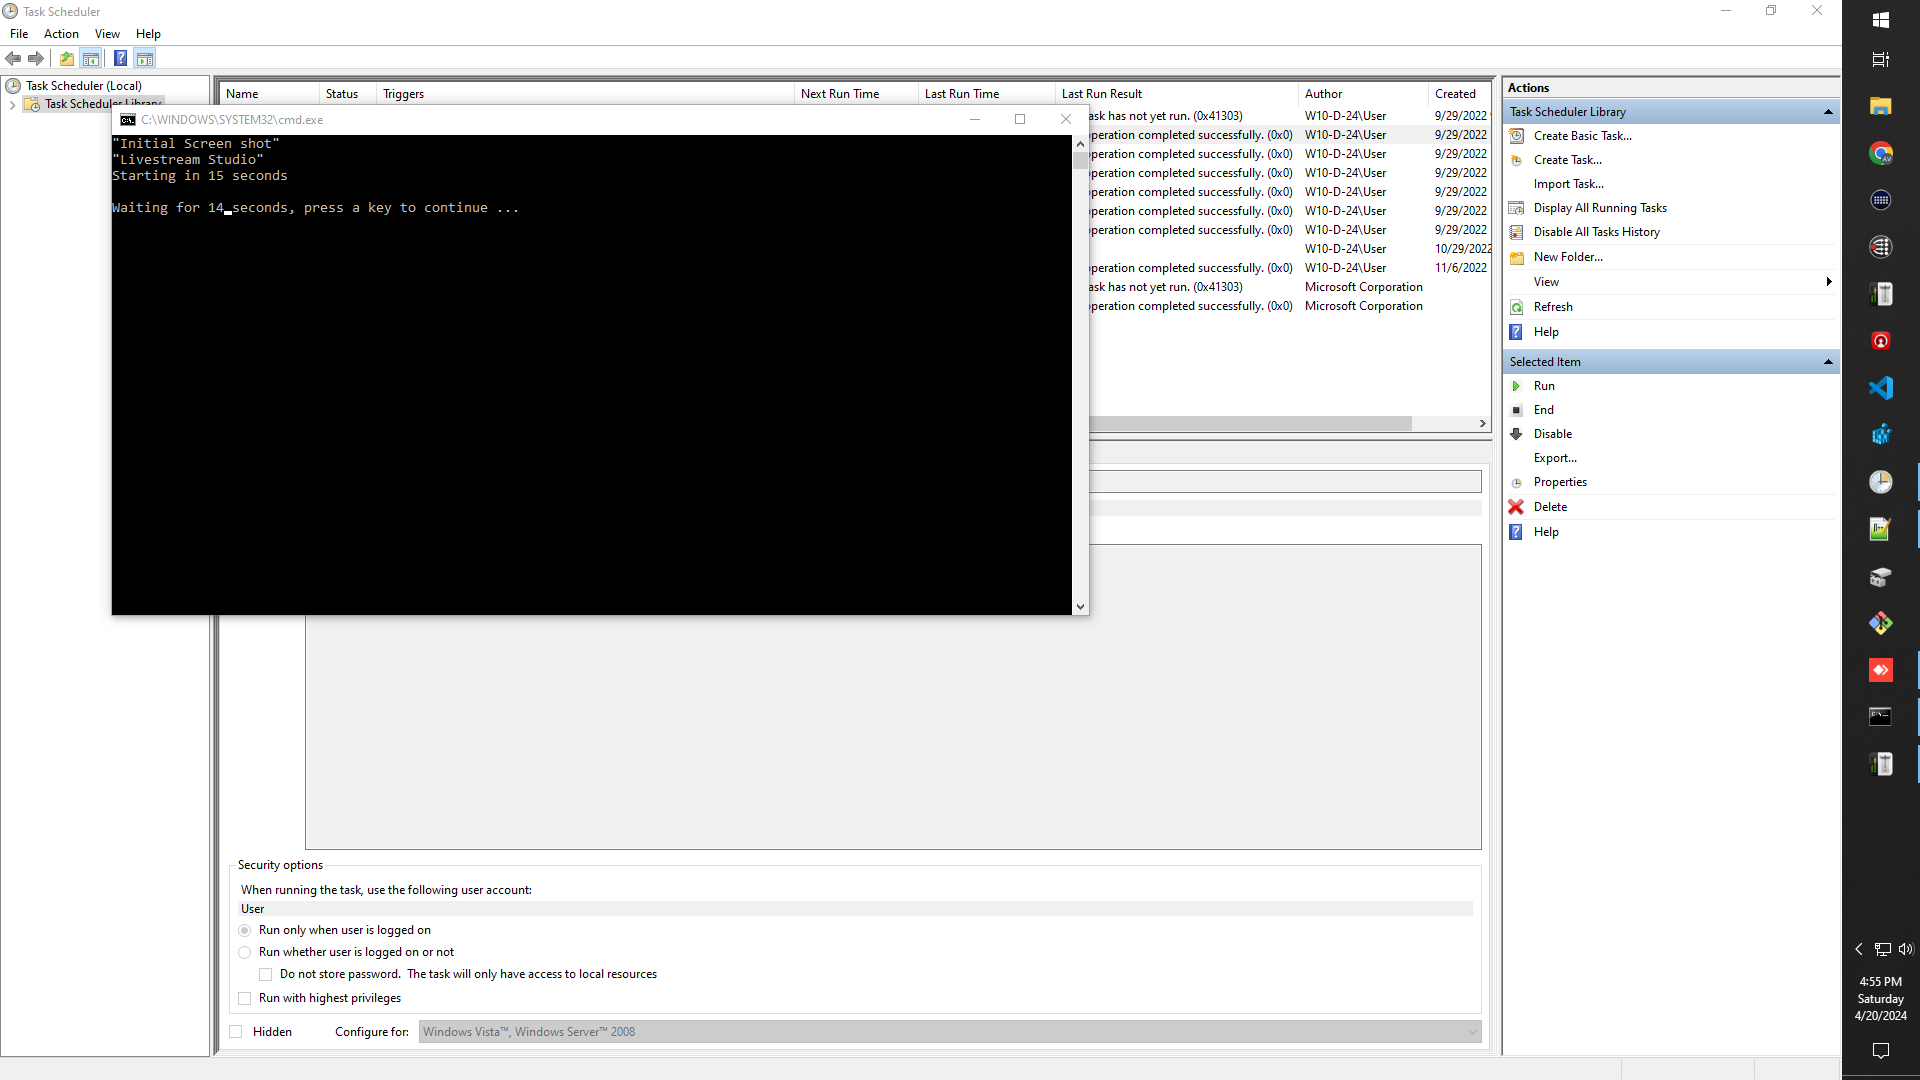 Task Scheduler
File Action View Help
Task Scheduler (Local)
Task Scheduler Library
Name Status Triggers Next Run Time Last Run Time Last Run Result Author Created
ask has not yet run. (0x41303) W10-D-24\User 9/29/2022
peration completed successfully. (0x0) W10-D-24\User 9/29/2022
peration completed successfully. (0x0) W10-D-24\User 9/29/2022
peration completed successfully. (0x0) W10-D-24\User 9/29/2022
peration completed successfully. (0x0) W10-D-24\User 9/29/2022
peration completed successfully. (0x0) W10-D-24\User 9/29/2022
peration completed successfully. (0x0) W10-D-24\User 9/29/2022
W10-D-24\User 10/29/2022
peration completed successfully. (0x0) W10-D-24\User 11/6/2022
ask has not yet run. (0x41303) Microsoft Corporation
peration completed successfully. (0x0) Microsoft Corporation
C:\WINDOWS\SYSTEM32\cmd.exe
"Initial Screen shot"
"Livestream Studio"
Starting in 15 seconds
Waiting for 14 seconds, press a key to continue ...
Security options
When running the task, use the following user account:
User
Run only when user is logged on
Run whether user is logged on or not
Do not store password. The task will only have access to local resources
Run with highest privileges
Hidden Configure for: Windows Vista™, Windows Server™ 2008
Actions
Task Scheduler Library
Create Basic Task...
Create Task...
Import Task...
Display All Running Tasks
Disable All Tasks History
New Folder...
View
Refresh
Help
Selected Item
Run
End
Disable
Export...
Properties
Delete
Help
4:55 PM
Saturday
4/20/2024